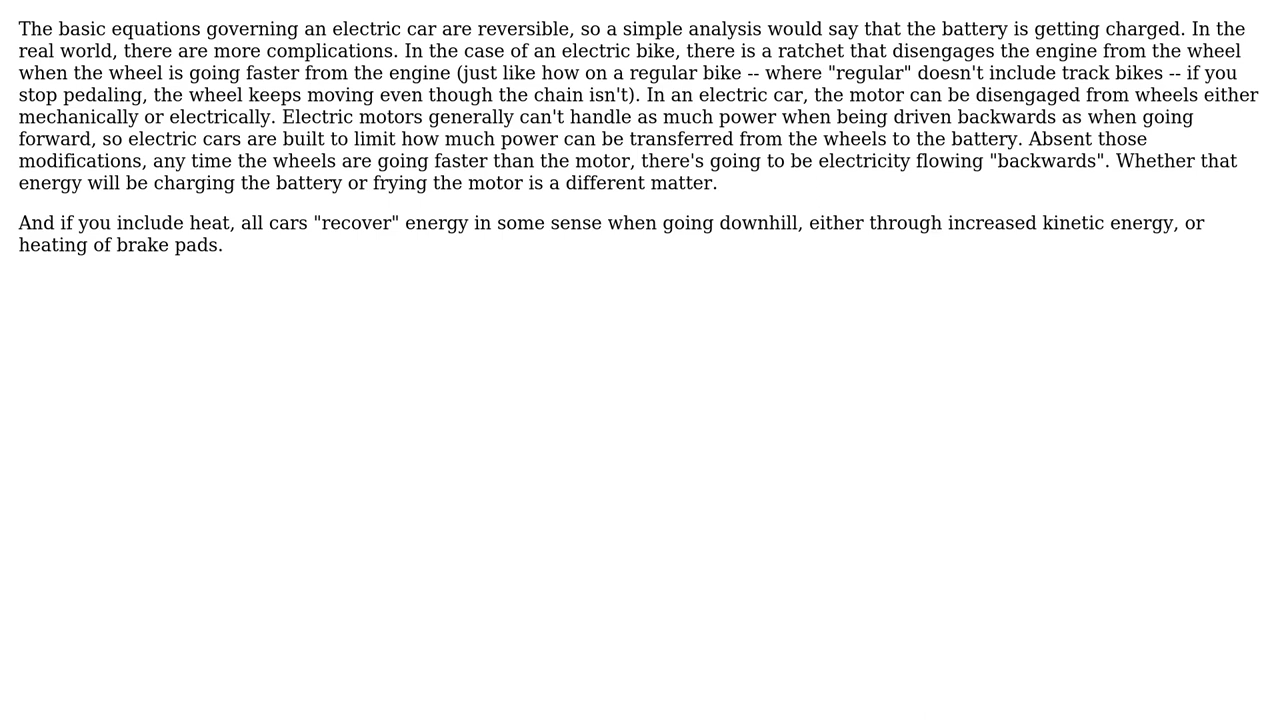 The basic equations governing an electric car are reversible, so a simple analysis would say that the battery is getting charged. In the
real world, there are more complications. In the case of an electric bike, there is a ratchet that disengages the engine from the wheel
when the wheel is going faster from the engine (just like how on a regular bike -- where "regular" doesn't include track bikes -- if you
stop pedaling, the wheel keeps moving even though the chain isn't). In an electric car, the motor can be disengaged from wheels either
mechanically or electrically. Electric motors generally can't handle as much power when being driven backwards as when going
forward, so electric cars are built to limit how much power can be transferred from the wheels to the battery. Absent those
modifications, any time the wheels are going faster than the motor, there's going to be electricity flowing "backwards". Whether that
energy will be charging the battery or frying the motor is a different matter.
And if you include heat, all cars "recover" energy in some sense when going downhill, either through increased kinetic energy, or
heating of brake pads.